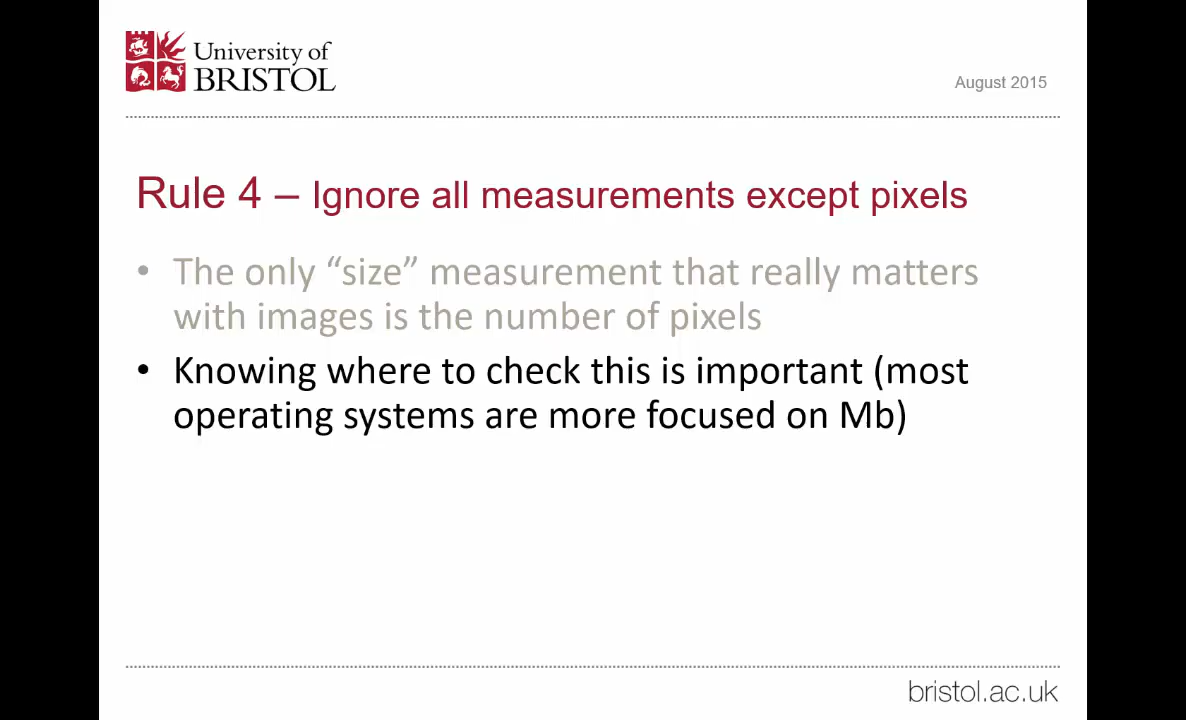 University of
BRISTOL
August 2015
Rule 4 – Ignore all measurements except pixels
• The only “size” measurement that really matters
with images is the number of pixels
• Knowing where to check this is important (most
operating systems are more focused on Mb)
bristol.ac.uk